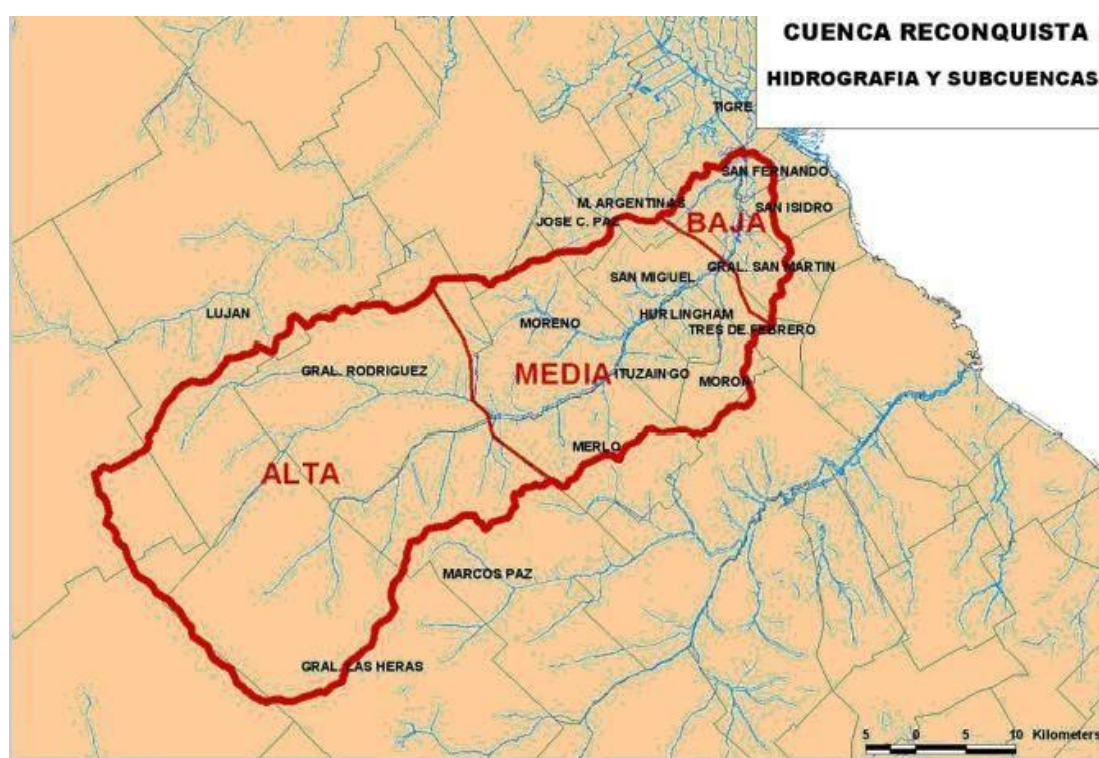 CUENCA RECONQUISTA
HIDROGRAFIA Y SUBCUENCAS
TIGRE
SAN FERNANDO
M. ARGENTINAS
SAN ISIDRO
JOSE C. PAZ
BAJA
GRAL. SAN MARTIN
SAN MIGUEL
LUJAN
HURLINGHAM
MORENO
TRES DE FEBRERO
GRAL. RODRIGUEZ
MEDIA
ITUZAINGO
MORON
MERLO
ALTA
MARCOS PAZ
GRAL. LAS HERAS
5 0 5 10 Kilometers